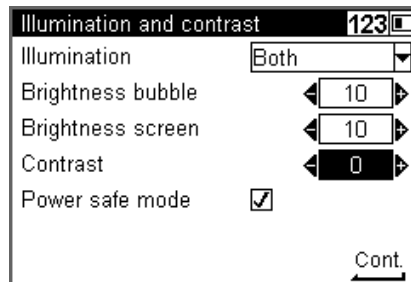 Illumination and contrast 123
Illumination Both
Brightness bubble 10
Brightness screen 10
Contrast 0
Power safe mode
Cont.